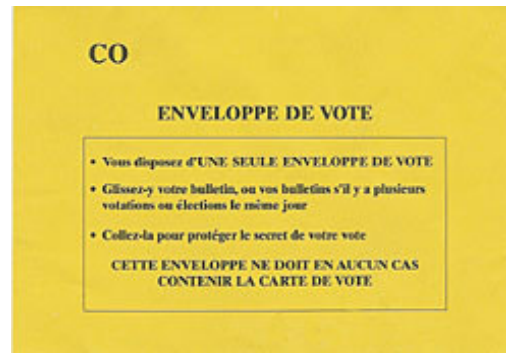 CO
ENVELOPPE DE VOTE
• Vous disposez d'UNE SEULE ENVELOPPE DE VOTE
• Glissez-y votre bulletin, ou vos bulletins s'il y a plusieurs
votations ou élections le même jour
• Collez-la pour protéger le secret de votre vote
CETTE ENVELOPPE NE DOIT EN AUCUN CAS
CONTENIR LA CARTE DE VOTE